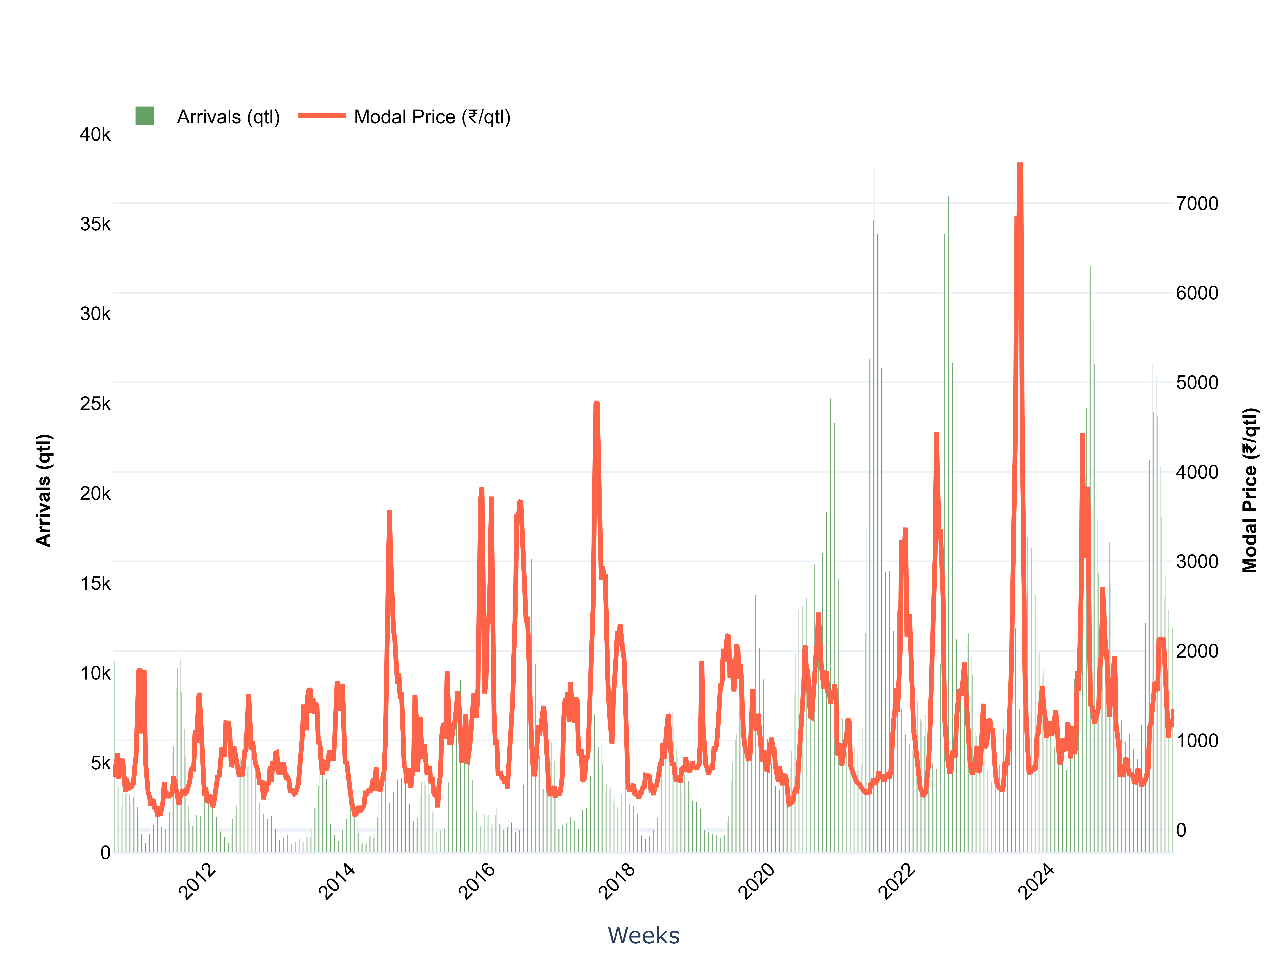 Arrivals (qtl)
Modal Price (₹/qtl)
40k
35k
30k
25k
20k
15k
10k
5k
0
7000
6000
5000
4000
3000
2000
1000
0
Arrivals (qtl)
Modal Price (₹/qtl)
2012
2014
2016
2018
2020
2022
2024
Weeks